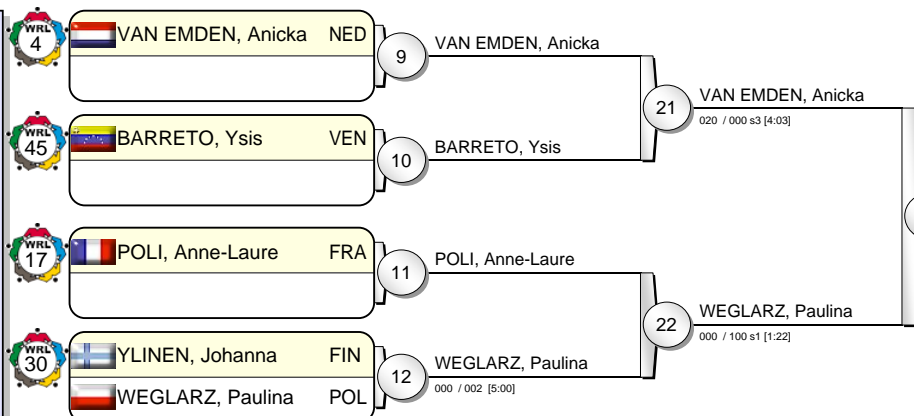 WRL
4
VAN EMDEN, Anicka NED
9
VAN EMDEN, Anicka
21
VAN EMDEN, Anicka
020 / 000 s3 [4:03]
WRL
45
BARRETO, Ysis VEN
10
BARRETO, Ysis
WRL
17
POLI, Anne-Laure FRA
11
POLI, Anne-Laure
22
WEGLARZ, Paulina
000 / 100 s1 [1:22]
WRL
30
YLINEN, Johanna FIN
WEGLARZ, Paulina POL
12
WEGLARZ, Paulina
000 / 002 [5:00]